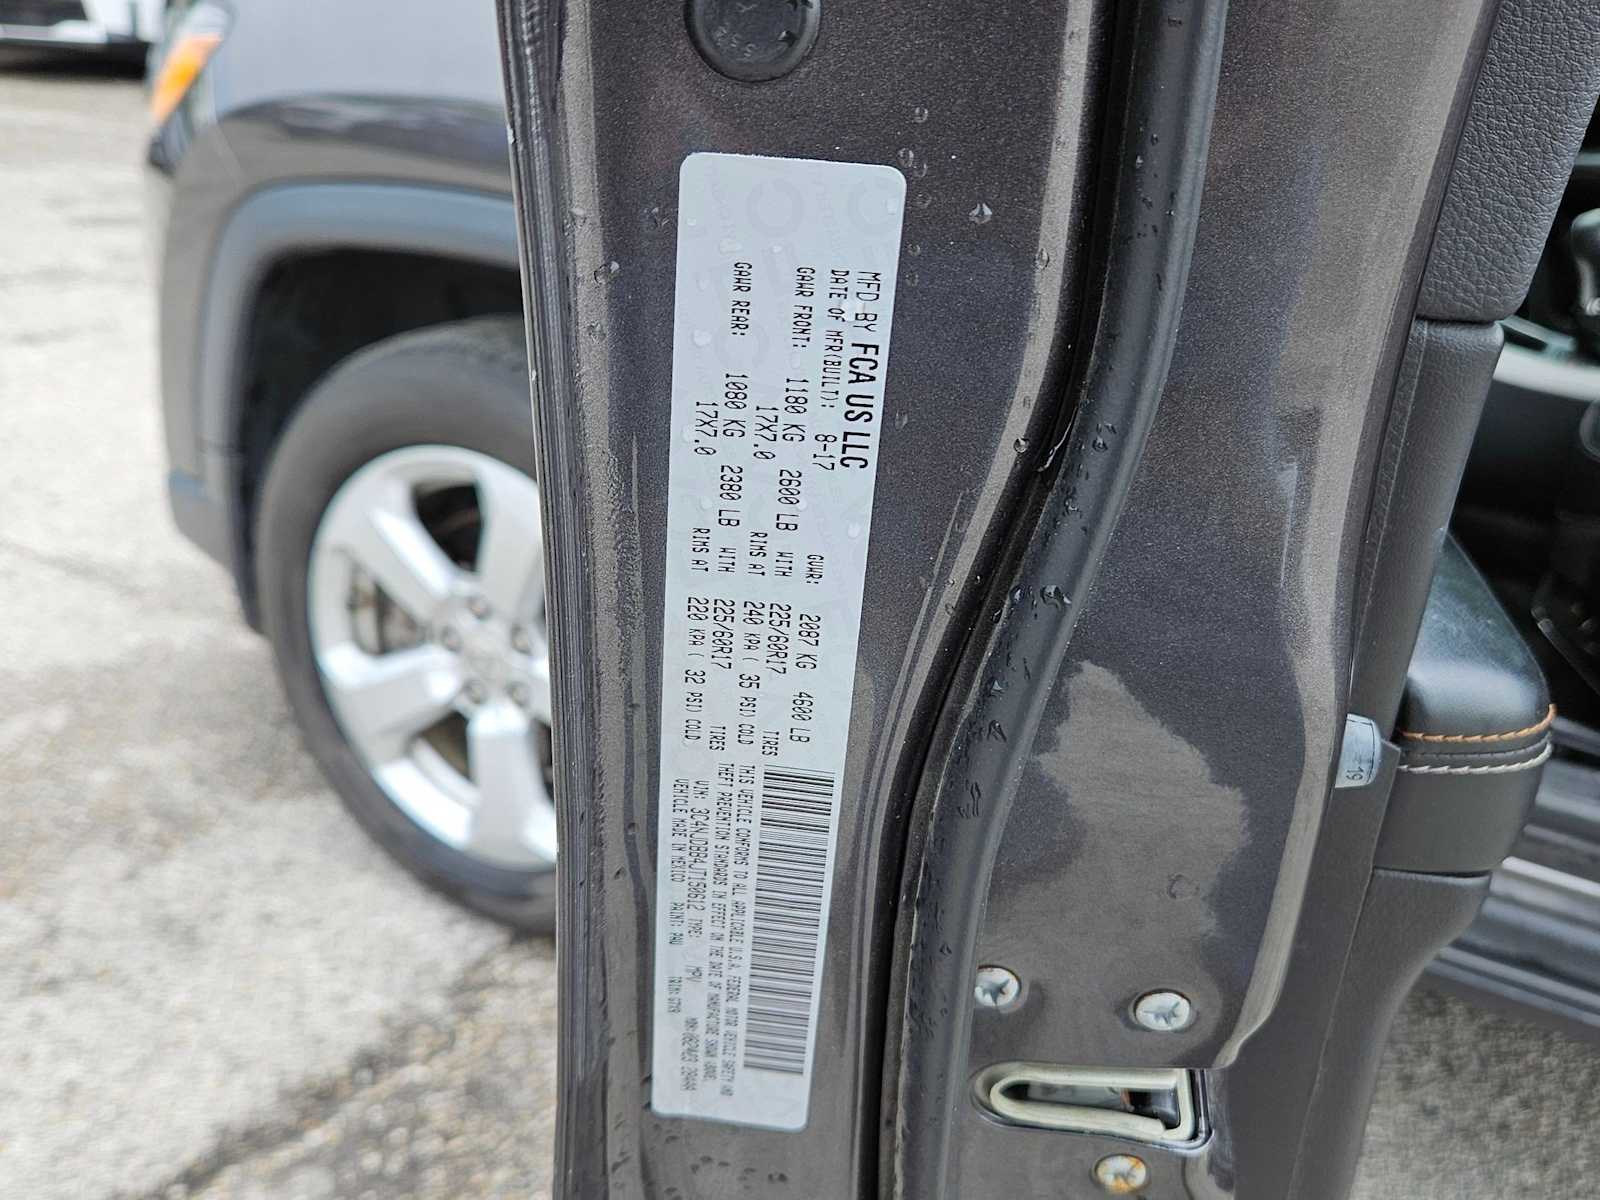 MFD BY FCA US LLC
DATE OF MFR(BUILT): 8-17 GVWR: 2087 KG 4600 LB
GAWR FRONT: 1180 KG 2600 LB WITH 225/60R17 TIRES
17X7.0 RIMS AT 240 KPA ( 35 PSI) COLD
GAWR REAR: 1080 KG 2380 LB WITH 225/60R17 TIRES
17X7.0 RIMS AT 220 KPA ( 32 PSI) COLD
THIS VEHICLE CONFORMS TO ALL APPLICABLE U.S.A. FEDERAL MOTOR VEHICLE SAFETY AND
THEFT PREVENTION STANDARDS IN EFFECT ON THE DATE OF MANUFACTURE SHOWN ABOVE.
VIN: 3C4NJDBB4JT150612 TYPE: MPV
VEHICLE MADE IN MEXICO PAINT: PAU TRIM:
19